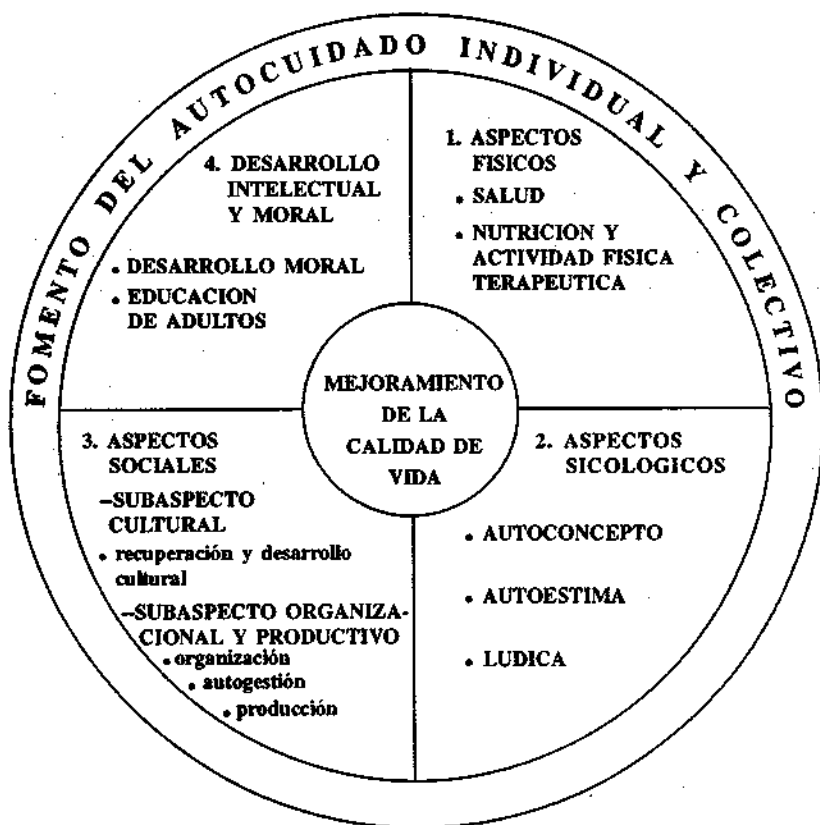 FOMENTO DEL AUTOCUIDADO INDIVIDUAL Y COLECTIVO
1. ASPECTOS
FISICOS
• SALUD
• NUTRICION Y
ACTIVIDAD FISICA
TERAPEUTICA
2. ASPECTOS
SICOLOGICOS
• AUTOCONCEPTO
• AUTOESTIMA
• LUDICA
3. ASPECTOS
SOCIALES
–SUBASPECTO
CULTURAL
• recuperación y desarrollo
cultural
–SUBASPECTO ORGANIZA-
CIONAL Y PRODUCTIVO
• organización
• autogestión
• producción
4. DESARROLLO
INTELECTUAL
Y MORAL
• DESARROLLO MORAL
• EDUCACION
DE ADULTOS
MEJORAMIENTO
DE LA
CALIDAD DE
VIDA